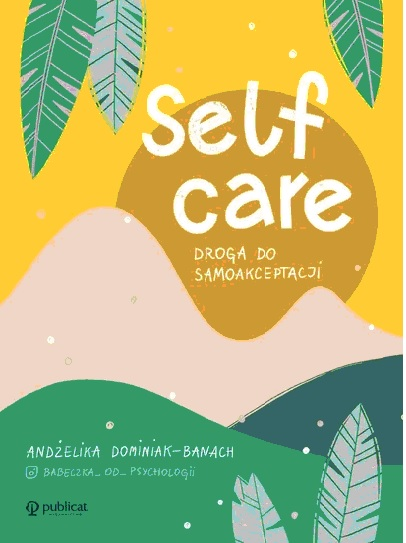 Self
care
DROGA DO
SAMOAKCEPTACJI
ANDŻELIKA DOMINIAK-BANACH
BABECZKA_OD_PSYCHOLOGII
publicat